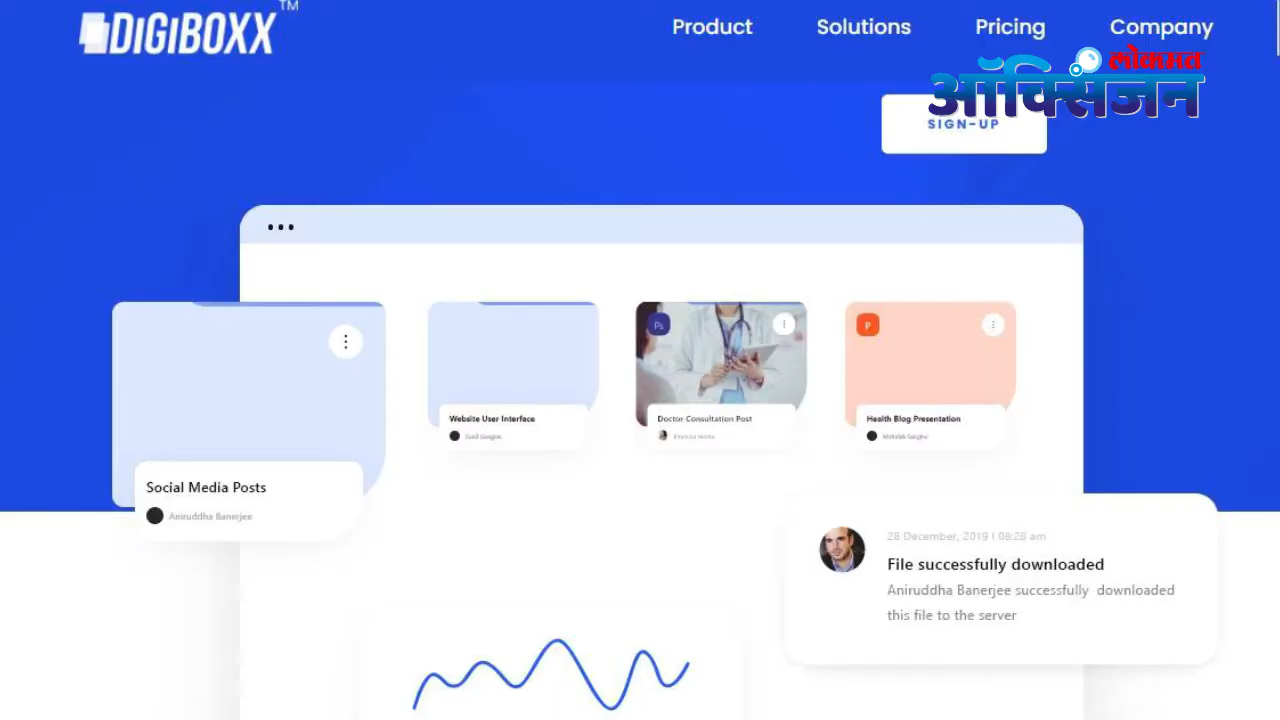 DIGIBOXX
TM
Product
Solutions
Pricing
Company
लोकमत
ऑक्सिजन
SIGN-UP
Ps
P
Website User Interface
Doctor Consultation Post
Health Blog Presentation
Social Media Posts
Aniruddha Banerjee
28 December, 2019 I 08:28 am
File successfully downloaded
Aniruddha Banerjee successfully downloaded
this file to the server